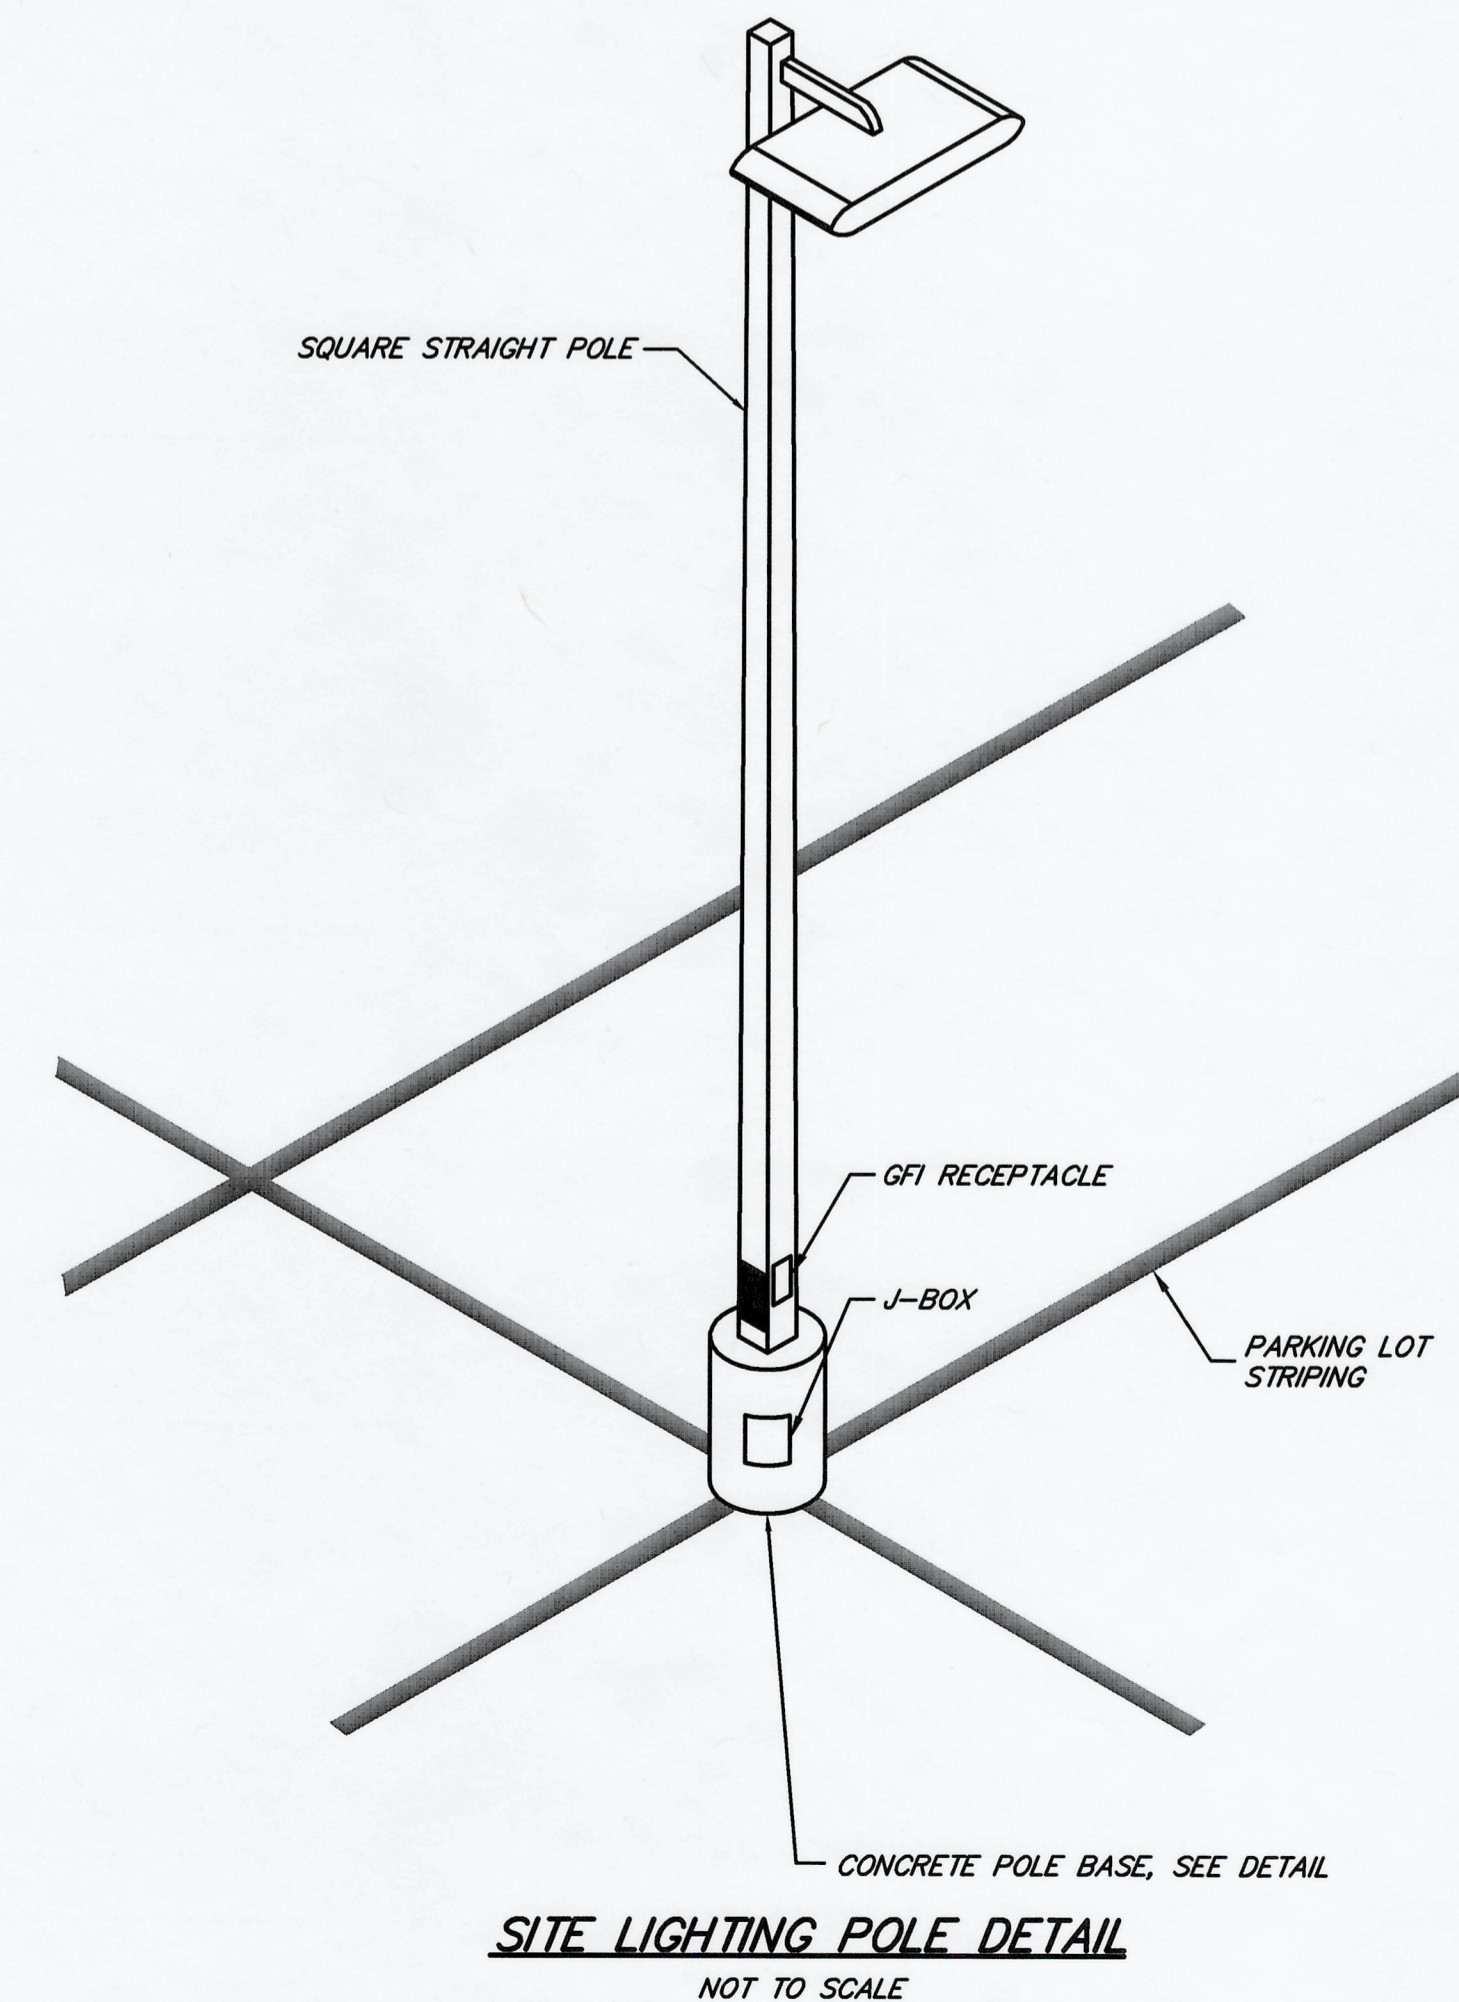 SQUARE STRAIGHT POLE
GFI RECEPTACLE
J-BOX
PARKING LOT
STRIPING
CONCRETE POLE BASE, SEE DETAIL
SITE LIGHTING POLE DETAIL
NOT TO SCALE